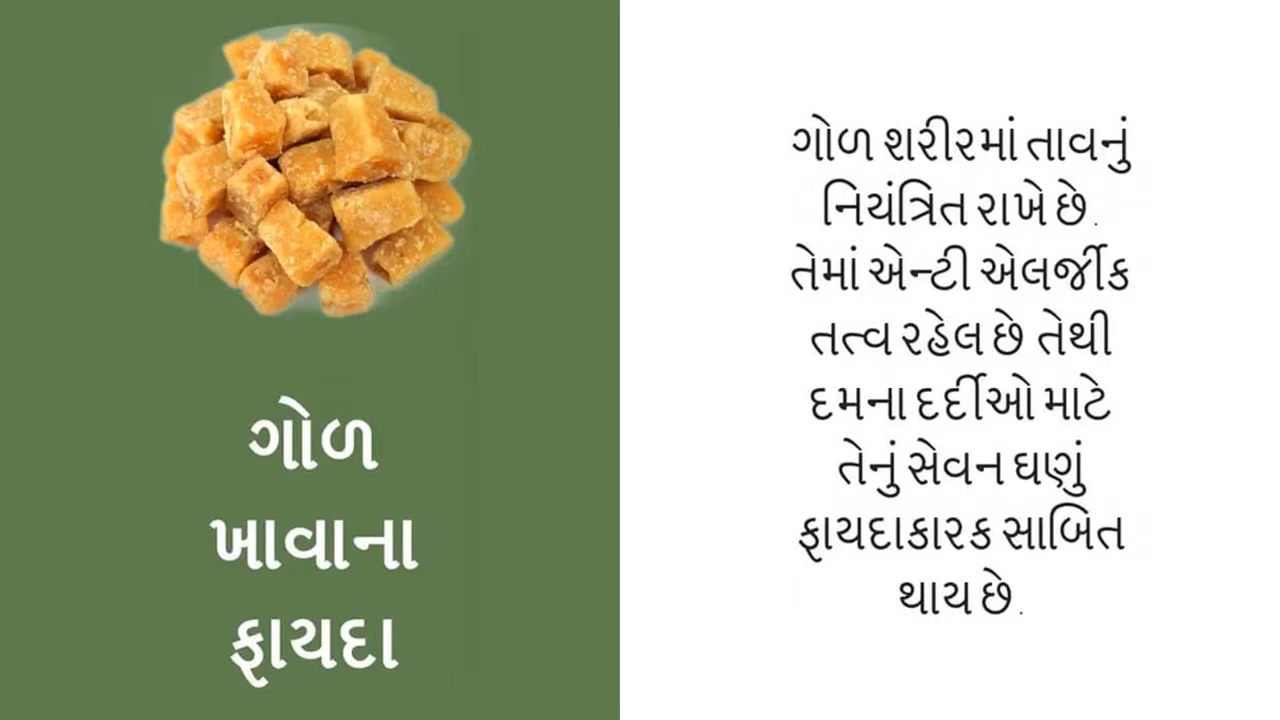 ગોળ
ખાવાના
ફાયદા
ગોળ શરીરમાં તાવનું
નિયંત્રિત રાખે છે.
તેમાં એન્ટી એલર્જીક
તત્વ રહેલ છે તેથી
દમના દર્દીઓ માટે
તેનું સેવન ઘણું
ફાયદાકારક સાબિત
થાય છે.